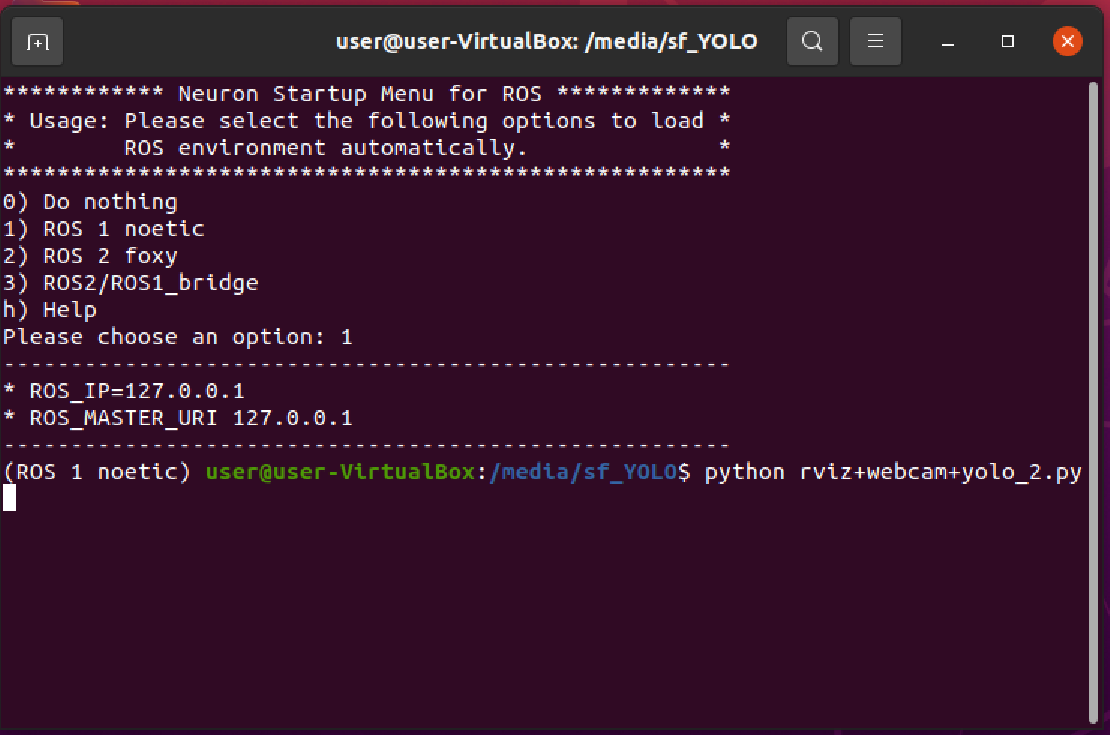 user@user-VirtualBox: /media/sf_YOLO
************ Neuron Startup Menu for ROS *************
* Usage: Please select the following options to load *
*        ROS environment automatically.              *
******************************************************
0) Do nothing
1) ROS 1 noetic
2) ROS 2 foxy
3) ROS2/ROS1_bridge
h) Help
Please choose an option: 1
------------------------------------------------------
* ROS_IP=127.0.0.1
* ROS_MASTER_URI 127.0.0.1
------------------------------------------------------
(ROS 1 noetic) user@user-VirtualBox:/media/sf_YOLO$ python rviz+webcam+yolo_2.py